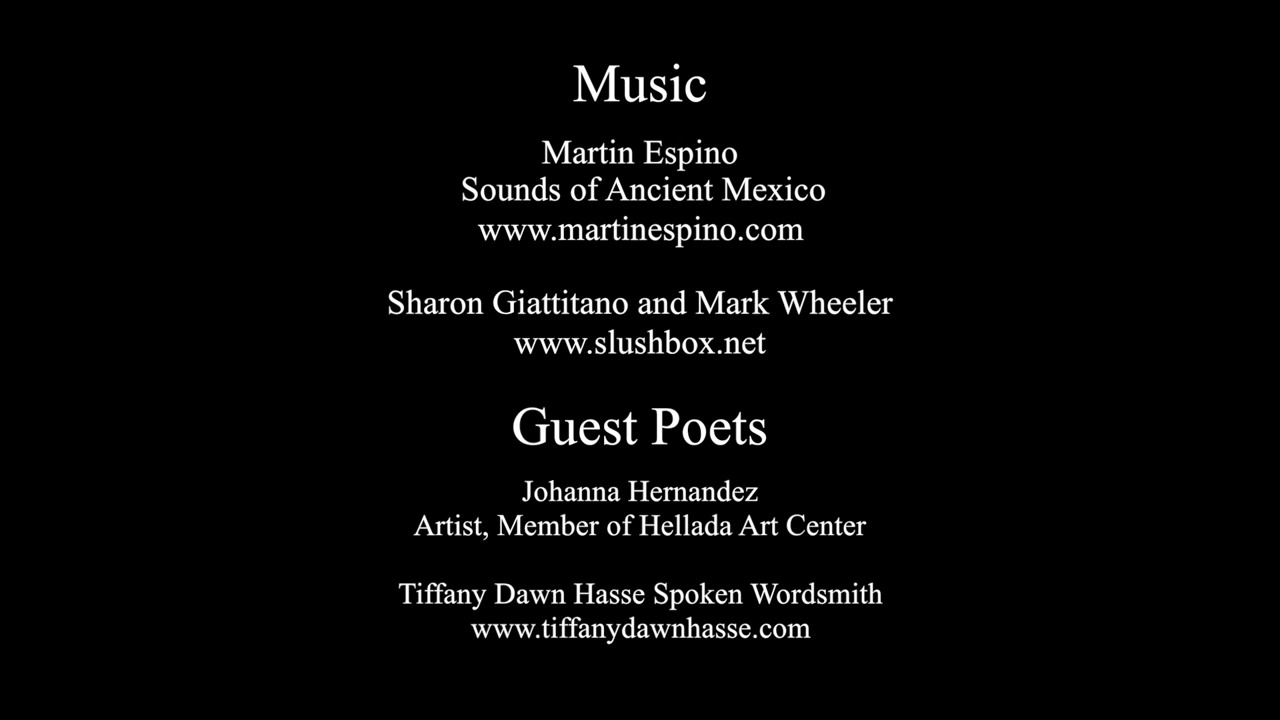 Music
Martin Espino
Sounds of Ancient Mexico
www.martinespino.com
Sharon Giattitano and Mark Wheeler
www.slushbox.net
Guest Poets
Johanna Hernandez
Artist, Member of Hellada Art Center
Tiffany Dawn Hasse Spoken Wordsmith
www.tiffanydawnhasse.com